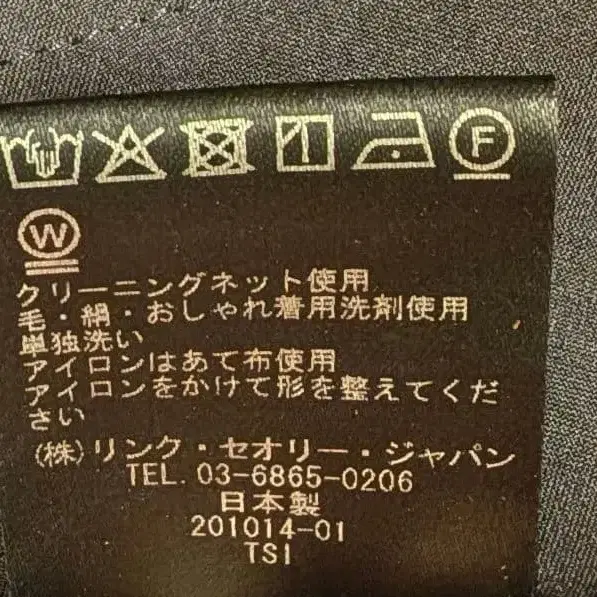 F
W
クリーニングネット使用
毛・絹・おしゃれ着用洗剤使用
単独洗い
アイロンはあて布使用
アイロンをかけて形を整えてくだ
さい
(株)リンク・セオリー・ジャパン
TEL. 03-6865-0206
日本製
201014-01
TSI